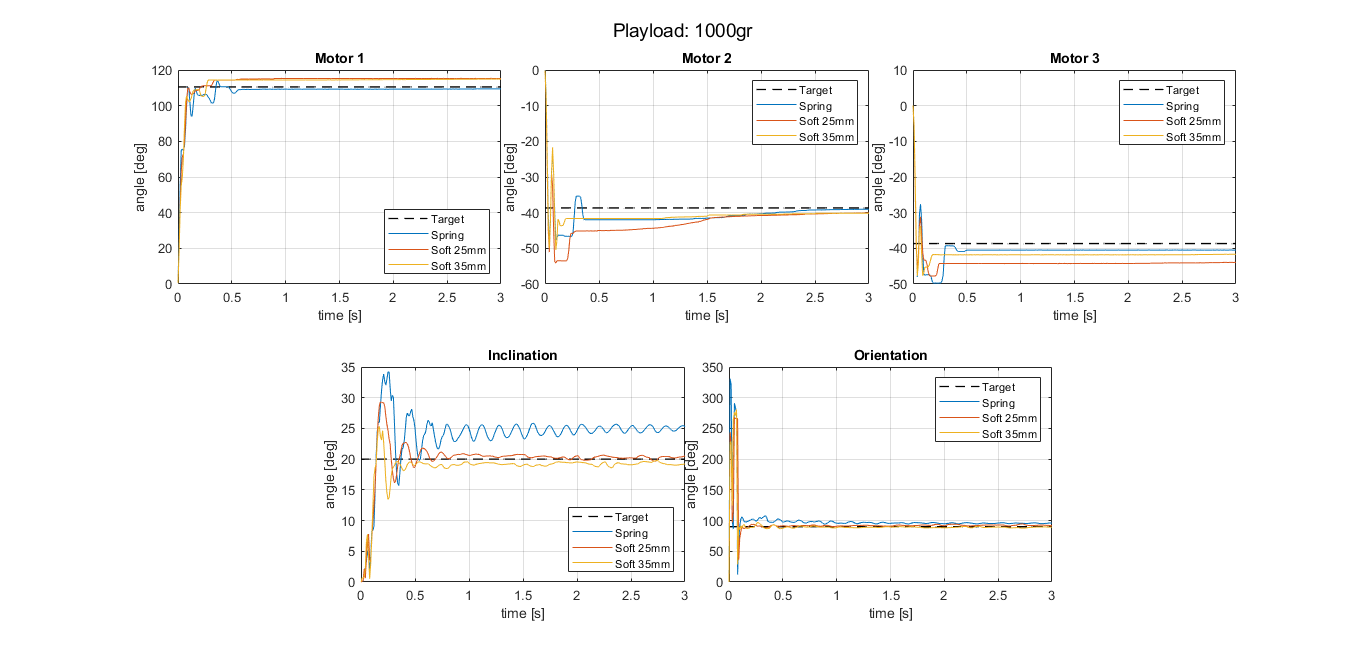 Playload: 1000gr
Motor 1
120
100
80
60
40
20
0
angle [deg]
Target
Spring
Soft 25mm
Soft 35mm
0 0.5 1 1.5 2 2.5 3
time [s]
Motor 2
0
-10
-20
-30
-40
-50
-60
angle [deg]
Target
Spring
Soft 25mm
Soft 35mm
0 0.5 1 1.5 2 2.5 3
time [s]
Motor 3
10
0
-10
-20
-30
-40
-50
angle [deg]
Target
Spring
Soft 25mm
Soft 35mm
0 0.5 1 1.5 2 2.5 3
time [s]
Inclination
35
30
25
20
15
10
5
0
angle [deg]
Target
Spring
Soft 25mm
Soft 35mm
0 0.5 1 1.5 2 2.5 3
time [s]
Orientation
350
300
250
200
150
100
50
0
angle [deg]
Target
Spring
Soft 25mm
Soft 35mm
0 0.5 1 1.5 2 2.5 3
time [s]